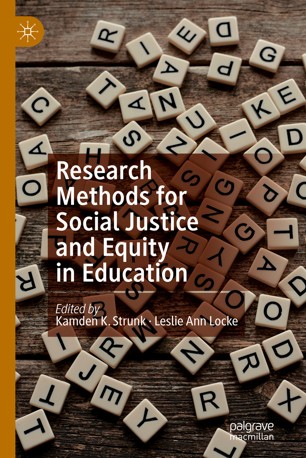 Research
Methods for
Social Justice
and Equity
in Education
Edited by
Kamden K. Strunk · Leslie Ann Locke
palgrave
macmillan